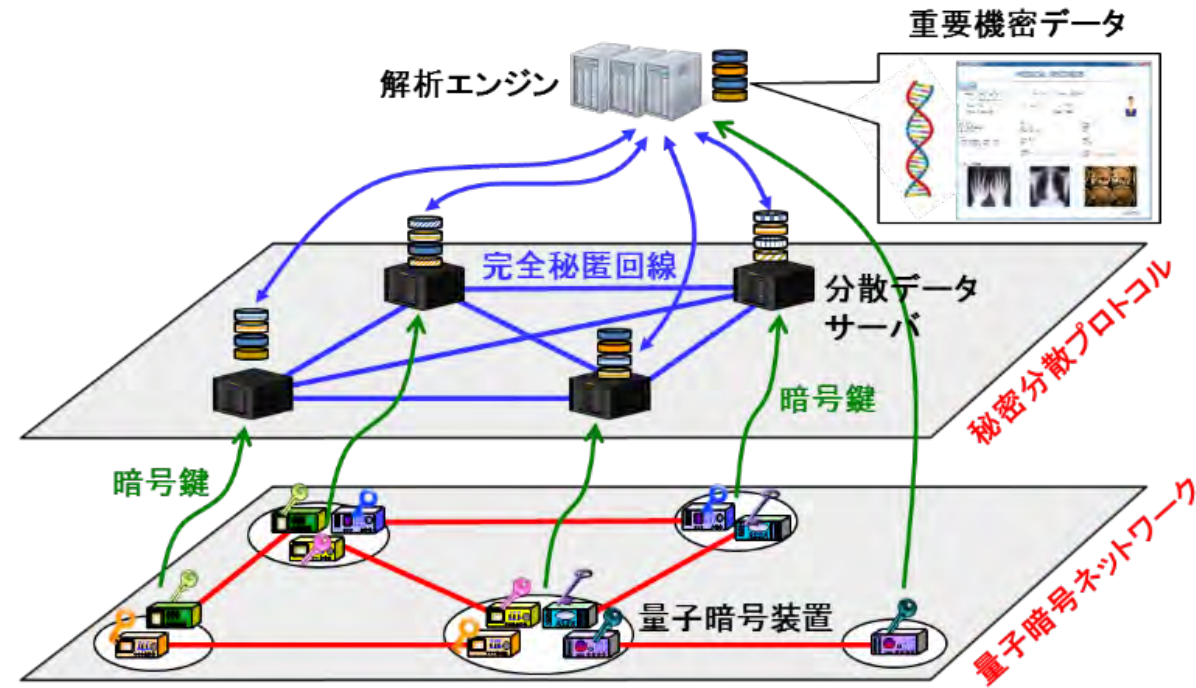 重要機密データ
解析エンジン
MEDICAL RECORDS
完全秘匿回線
分散データ
サーバ
秘密分散プロトコル
暗号鍵
暗号鍵
量子暗号装置
量子暗号ネットワーク